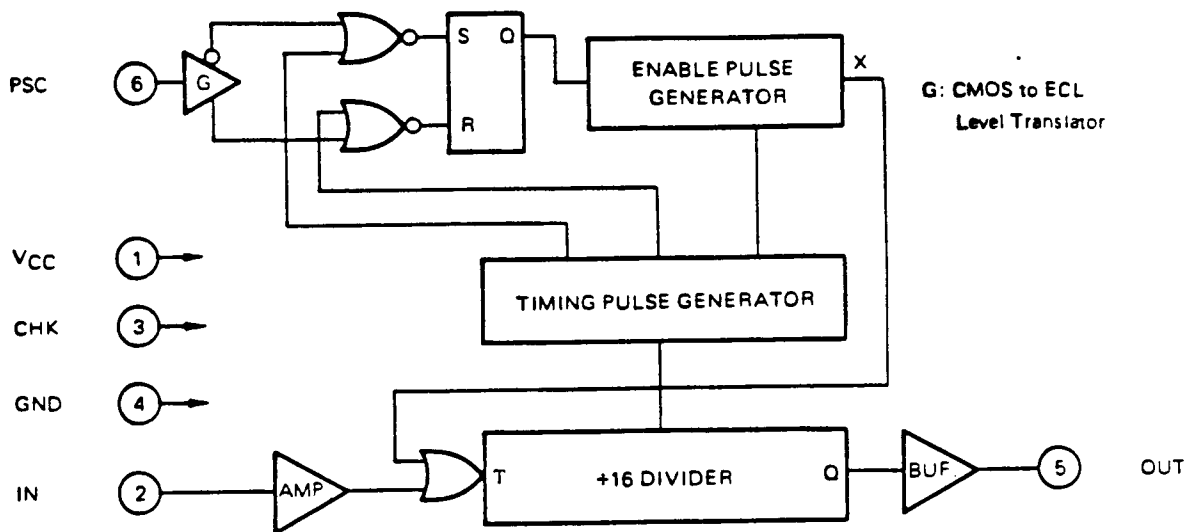 PSC
6
G
S Q
R
ENABLE PULSE
GENERATOR
X
G: CMOS to ECL
Level Translator
VCC
1
CHK
3
GND
4
TIMING PULSE GENERATOR
IN
2
AMP
T
+16 DIVIDER
Q
BUF.
5
OUT